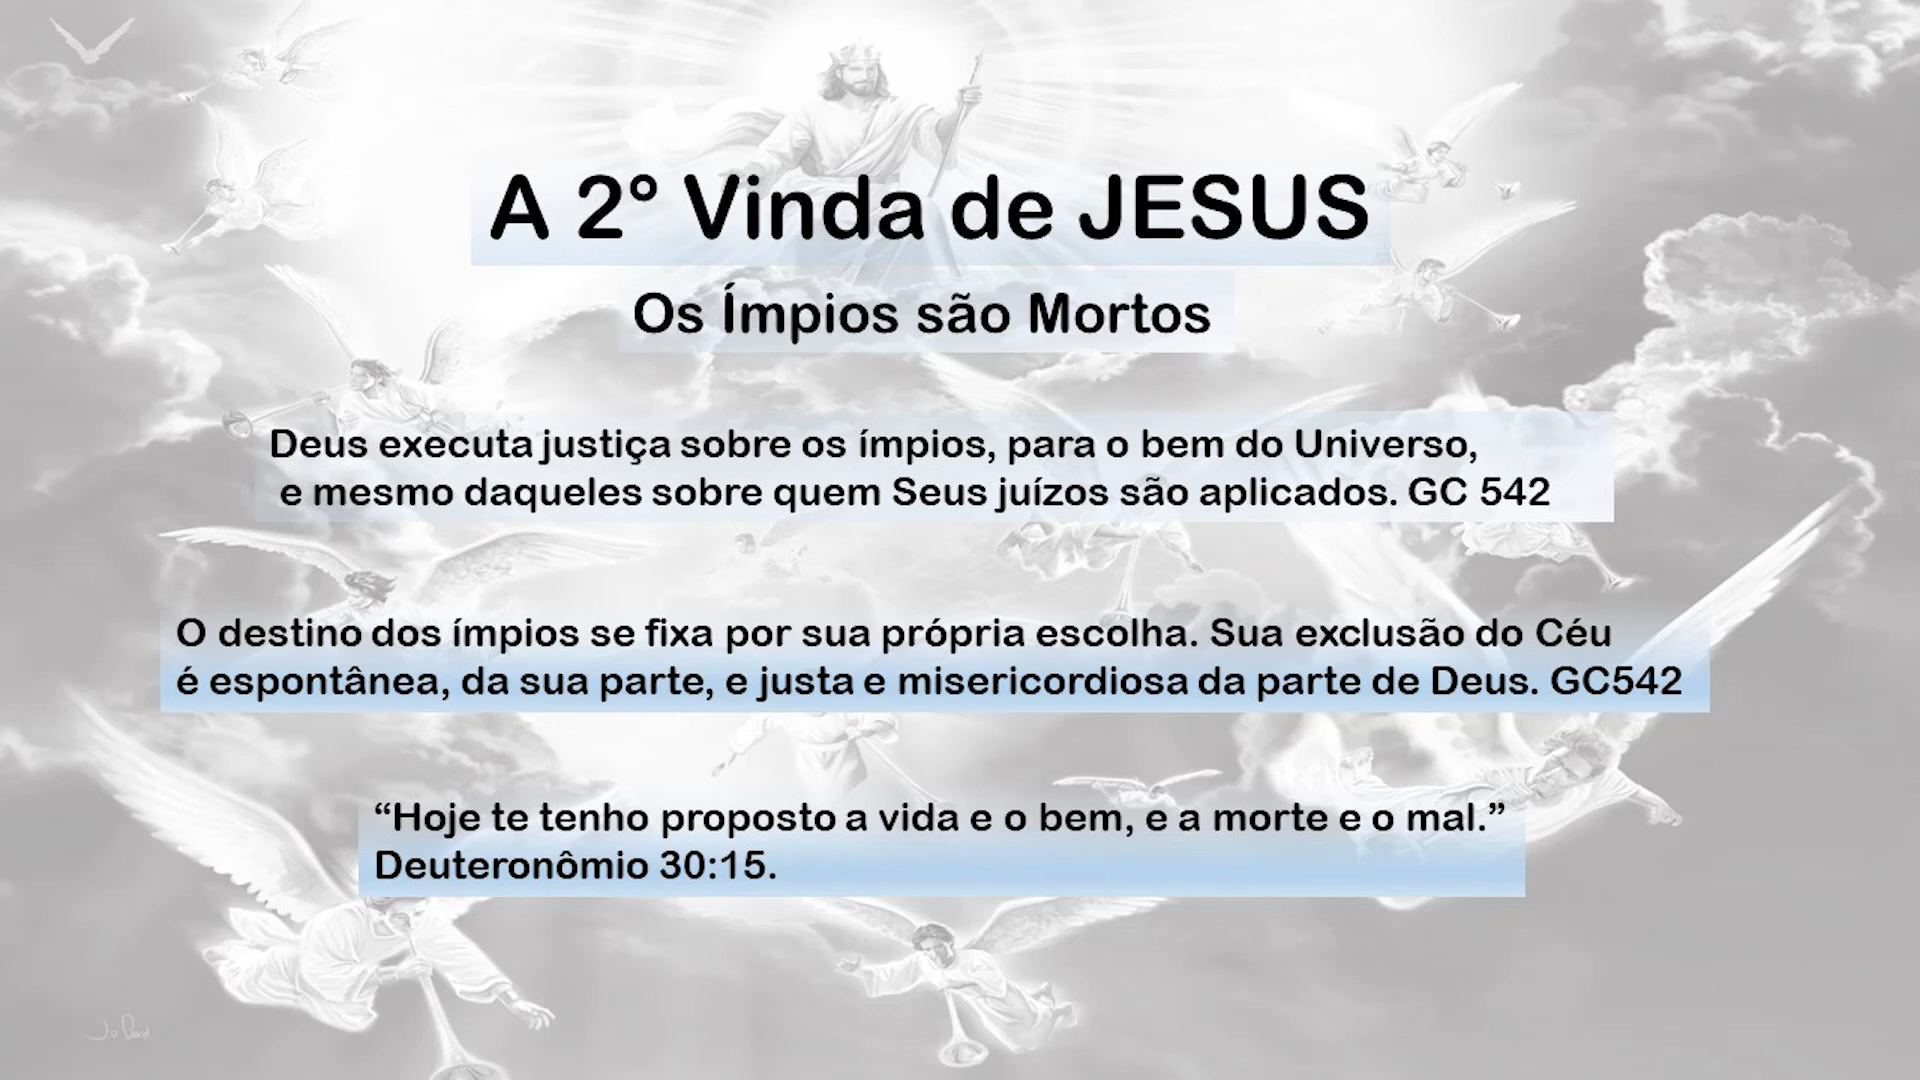 A 2º Vinda de JESUS
Os Ímpios são Mortos
Deus executa justiça sobre os ímpios, para o bem do Universo,
e mesmo daqueles sobre quem Seus juízos são aplicados. GC 542
O destino dos ímpios se fixa por sua própria escolha. Sua exclusão do Céu
é espontânea, da sua parte, e justa e misericordiosa da parte de Deus. GC542
“Hoje te tenho proposto a vida e o bem, e a morte e o mal.”
Deuteronômio 30:15.